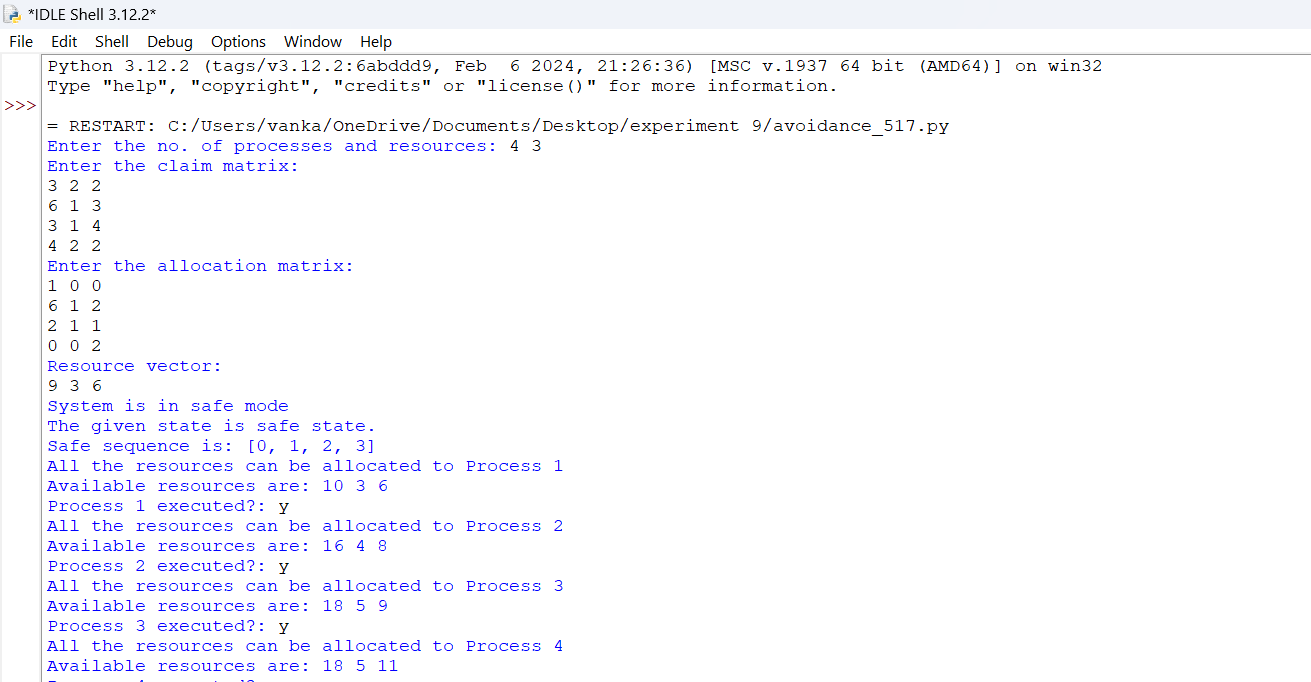 *IDLE Shell 3.12.2*
File Edit Shell Debug Options Window Help
Python 3.12.2 (tags/v3.12.2:6abddd9, Feb  6 2024, 21:26:36) [MSC v.1937 64 bit (AMD64)] on win32
Type "help", "copyright", "credits" or "license()" for more information.
>>>
= RESTART: C:/Users/vanka/OneDrive/Documents/Desktop/experiment 9/avoidance_517.py
Enter the no. of processes and resources: 4 3
Enter the claim matrix:
3 2 2
6 1 3
3 1 4
4 2 2
Enter the allocation matrix:
1 0 0
6 1 2
2 1 1
0 0 2
Resource vector:
9 3 6
System is in safe mode
The given state is safe state.
Safe sequence is: [0, 1, 2, 3]
All the resources can be allocated to Process 1
Available resources are: 10 3 6
Process 1 executed?: y
All the resources can be allocated to Process 2
Available resources are: 16 4 8
Process 2 executed?: y
All the resources can be allocated to Process 3
Available resources are: 18 5 9
Process 3 executed?: y
All the resources can be allocated to Process 4
Available resources are: 18 5 11